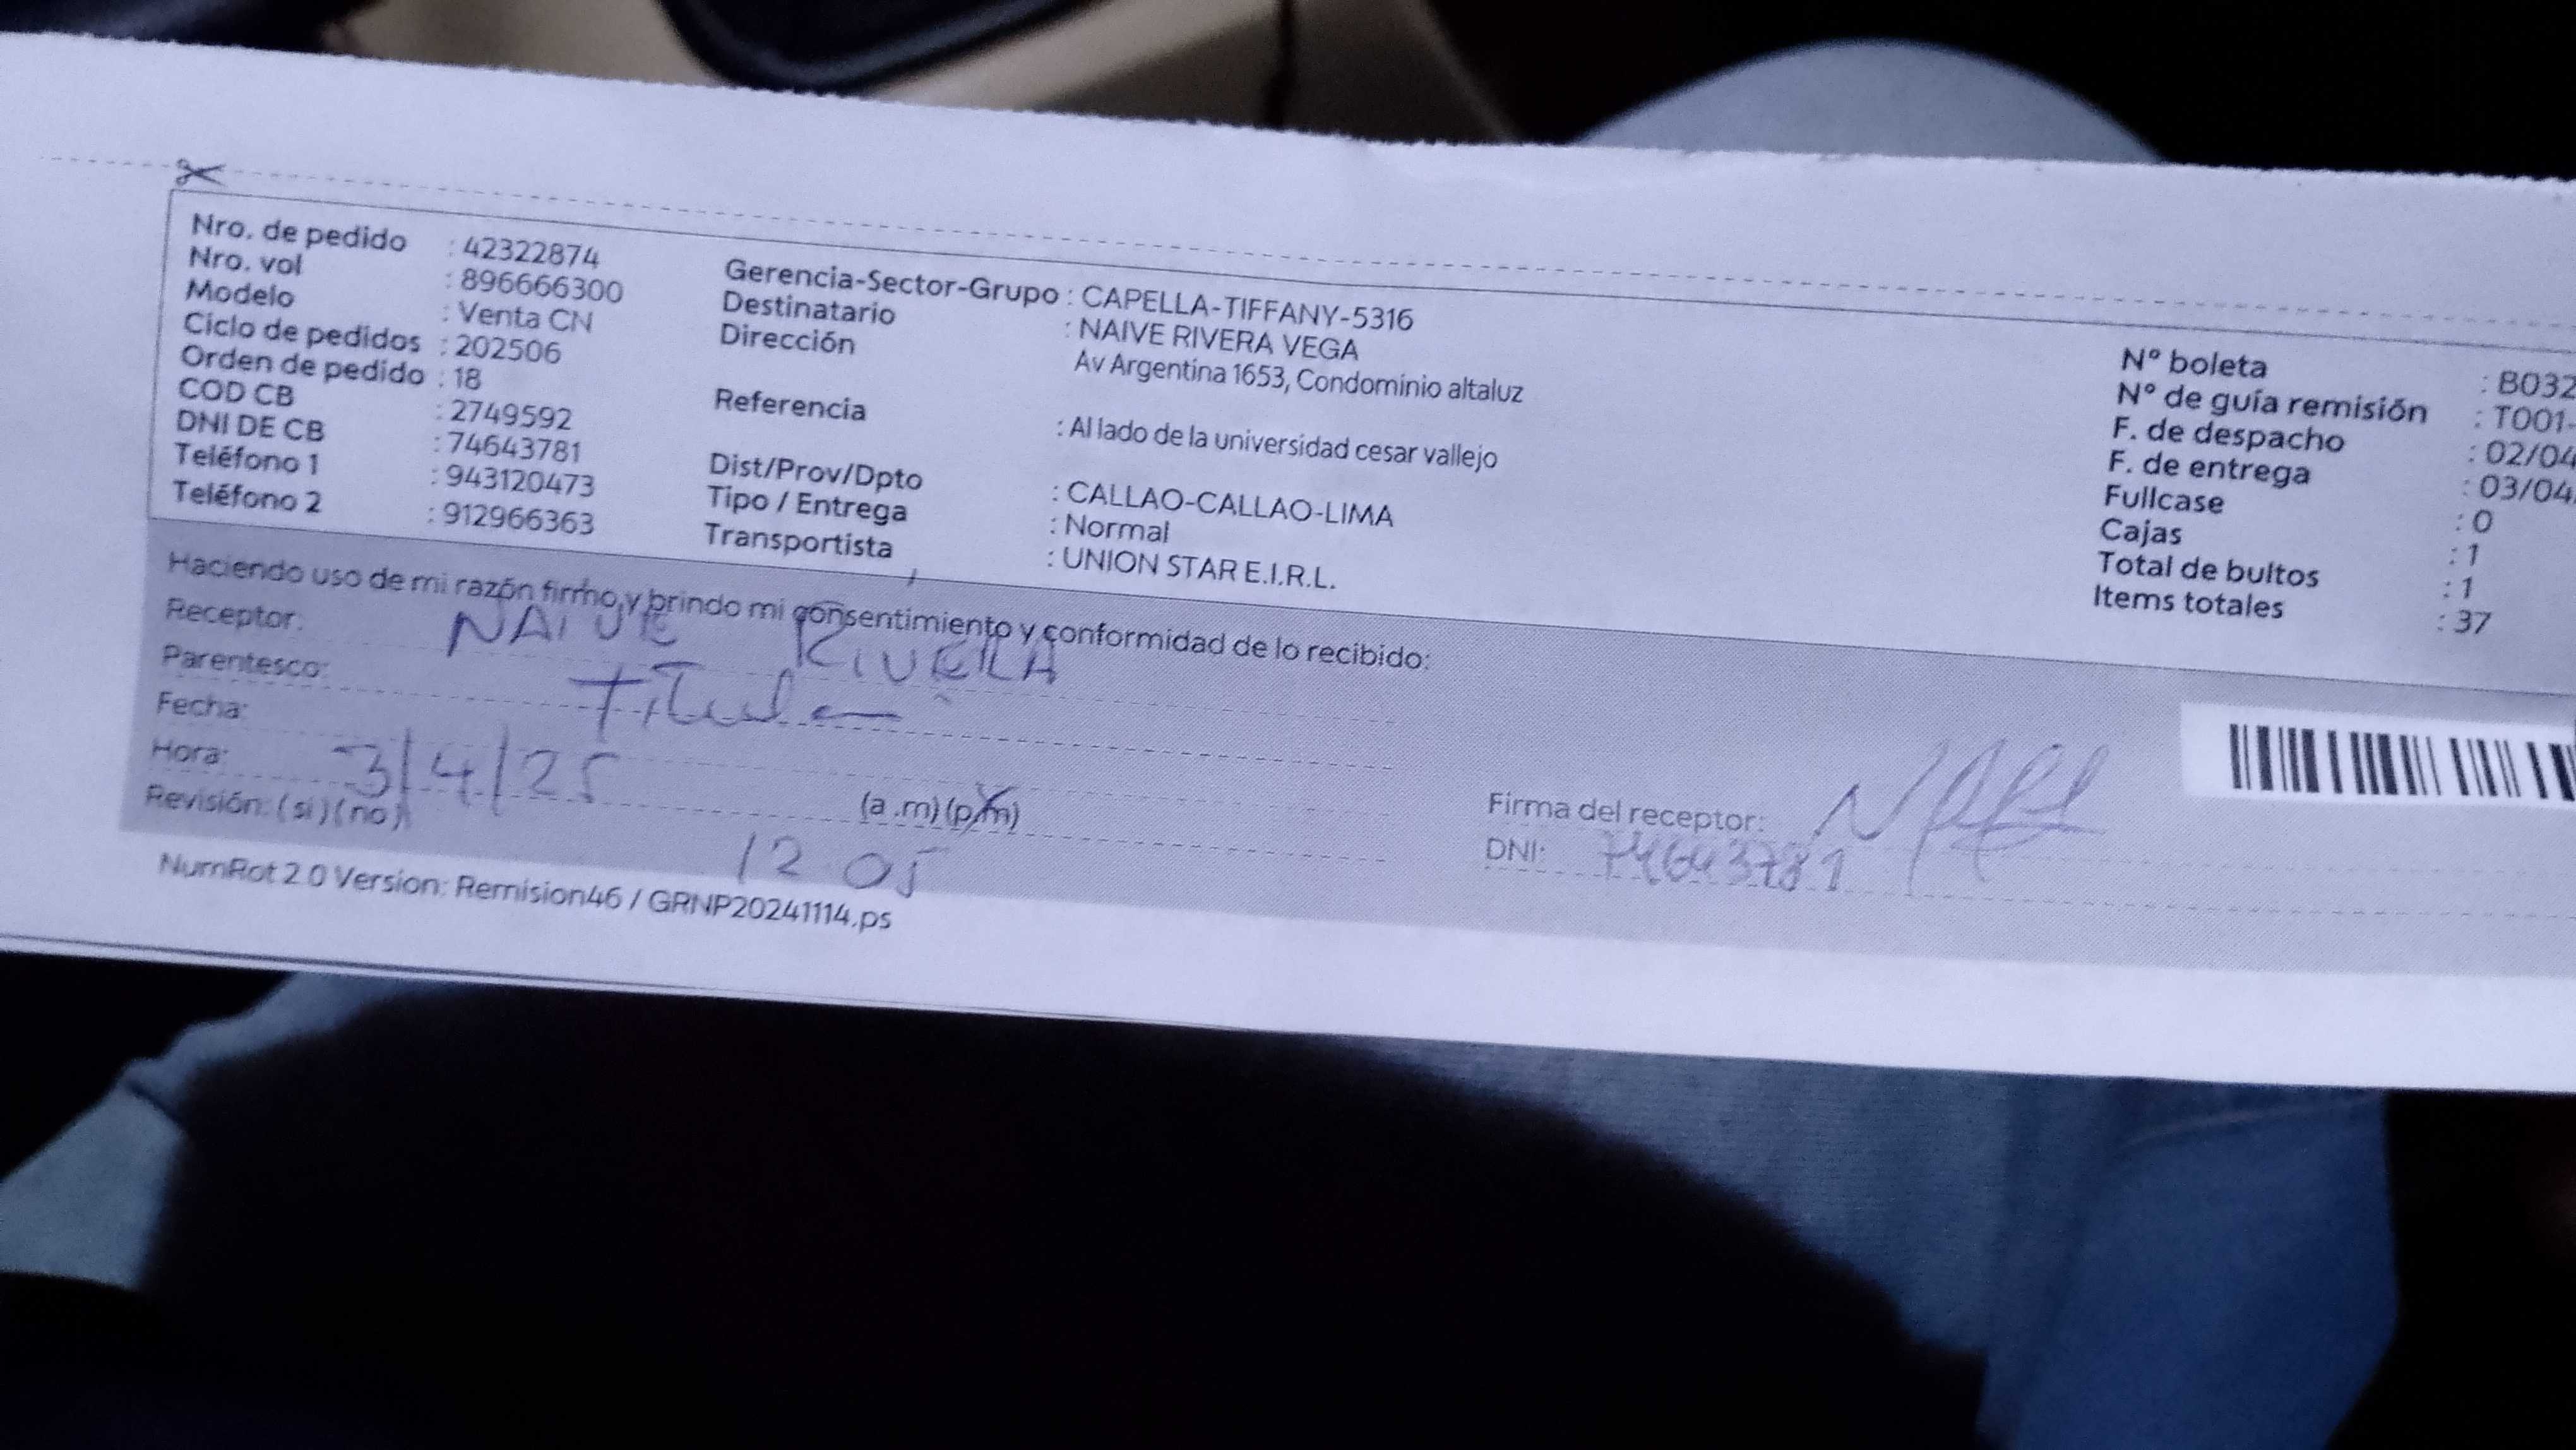 Nro. de pedido : 42322874
Nro. vol : 896666300
Modelo : Venta CN
Ciclo de pedidos : 202506
Orden de pedido : 18
COD CB : 2749592
DNI DE CB : 74643781
Teléfono 1 : 943120473
Teléfono 2 : 912966363
Gerencia-Sector-Grupo : CAPELLA-TIFFANY-5316
Destinatario : NAIVE RIVERA VEGA
Dirección Av Argentina 1653, Condominio altaluz
Referencia : Al lado de la universidad cesar vallejo
Dist/Prov/Dpto : CALLAO-CALLAO-LIMA
Tipo / Entrega : Normal
Transportista : UNION STAR E.I.R.L.
N° boleta : B032
N° de guía remisión : T001-
F. de despacho : 02/04
F. de entrega : 03/04
Fullcase : 0
Cajas : 1
Total de bultos : 1
Items totales : 37
Haciendo uso de mi razón firmo y brindo mi consentimiento y conformidad de lo recibido:
Receptor: NAIVE RIVERA
Parentesco: Titular
Fecha: 3/4/25
Hora: 12 05 (a .m) (p.m)
Revisión: (si) (no)
Firma del receptor:
DNI: 74643781
NumRot 2.0 Version: Remision46 / GRNP20241114.ps